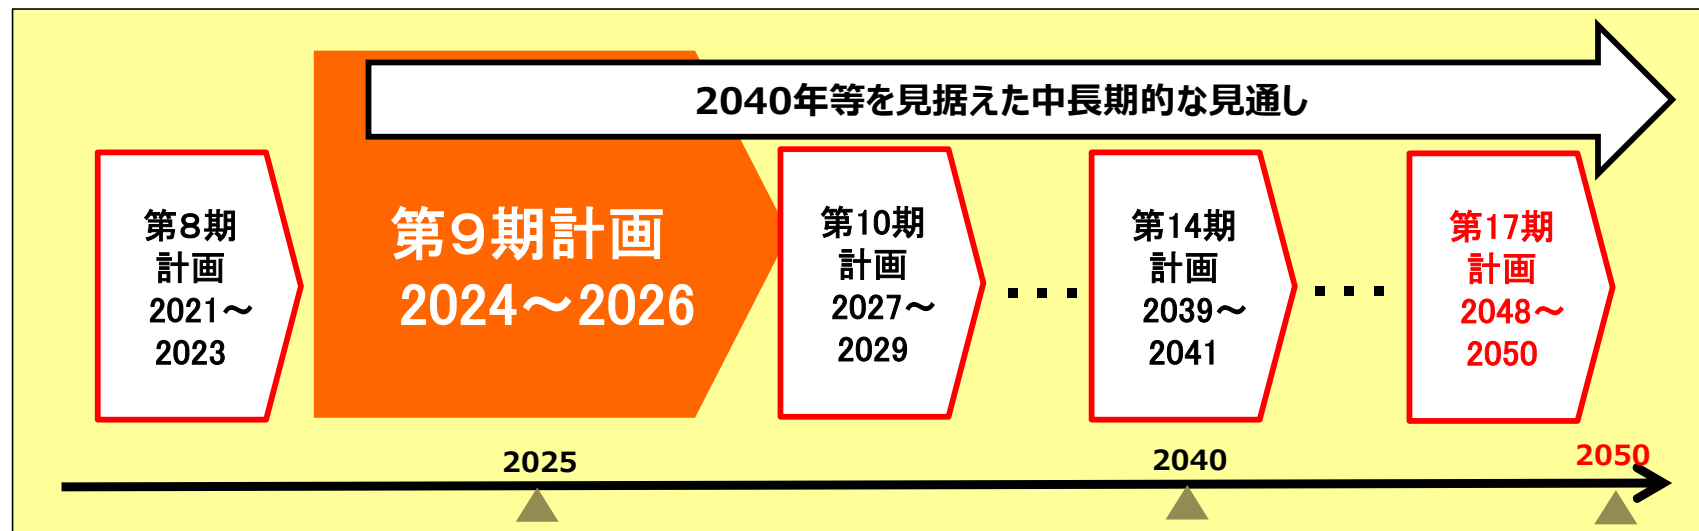 2040年等を見据えた中長期的な見通し
第8期
計画
2021～
2023
第９期計画
2024～2026
第10期
計画
2027～
2029
第14期
計画
2039～
2041
第17期
計画
2048～
2050
2025
2040
2050